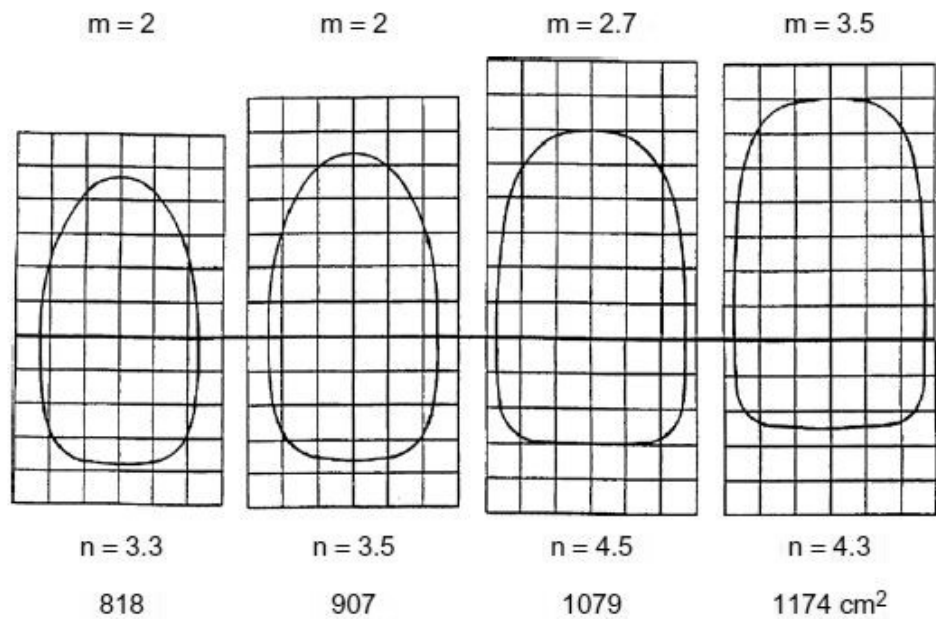 m = 2 m = 2 m = 2.7 m = 3.5
n = 3.3 n = 3.5 n = 4.5 n = 4.3
818 907 1079 1174 cm²